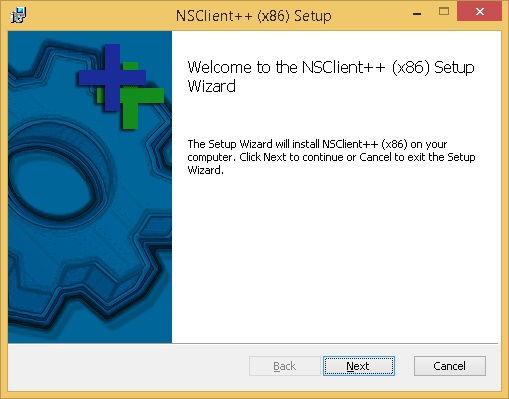 NSClient++ (x86) Setup
Welcome to the NSClient++ (x86) Setup
Wizard
The Setup Wizard will install NSClient++ (x86) on your
computer. Click Next to continue or Cancel to exit the Setup
Wizard.
Back Next Cancel